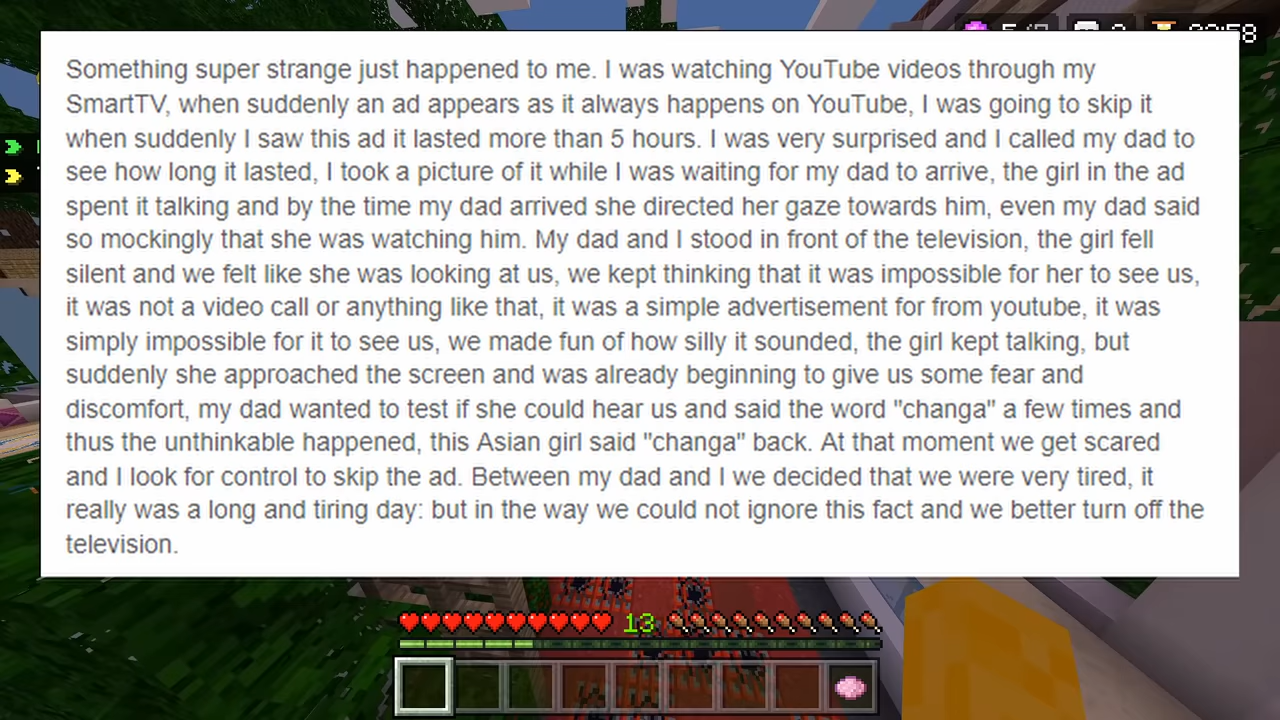 Something super strange just happened to me. I was watching YouTube videos through my
SmartTV, when suddenly an ad appears as it always happens on YouTube, I was going to skip it
when suddenly I saw this ad it lasted more than 5 hours. I was very surprised and I called my dad to
see how long it lasted, I took a picture of it while I was waiting for my dad to arrive, the girl in the ad
spent it talking and by the time my dad arrived she directed her gaze towards him, even my dad said
so mockingly that she was watching him. My dad and I stood in front of the television, the girl fell
silent and we felt like she was looking at us, we kept thinking that it was impossible for her to see us,
it was not a video call or anything like that, it was a simple advertisement for from youtube, it was
simply impossible for it to see us, we made fun of how silly it sounded, the girl kept talking, but
suddenly she approached the screen and was already beginning to give us some fear and
discomfort, my dad wanted to test if she could hear us and said the word "changa" a few times and
thus the unthinkable happened, this Asian girl said "changa" back. At that moment we get scared
and I look for control to skip the ad. Between my dad and I we decided that we were very tired, it
really was a long and tiring day: but in the way we could not ignore this fact and we better turn off the
television.
13